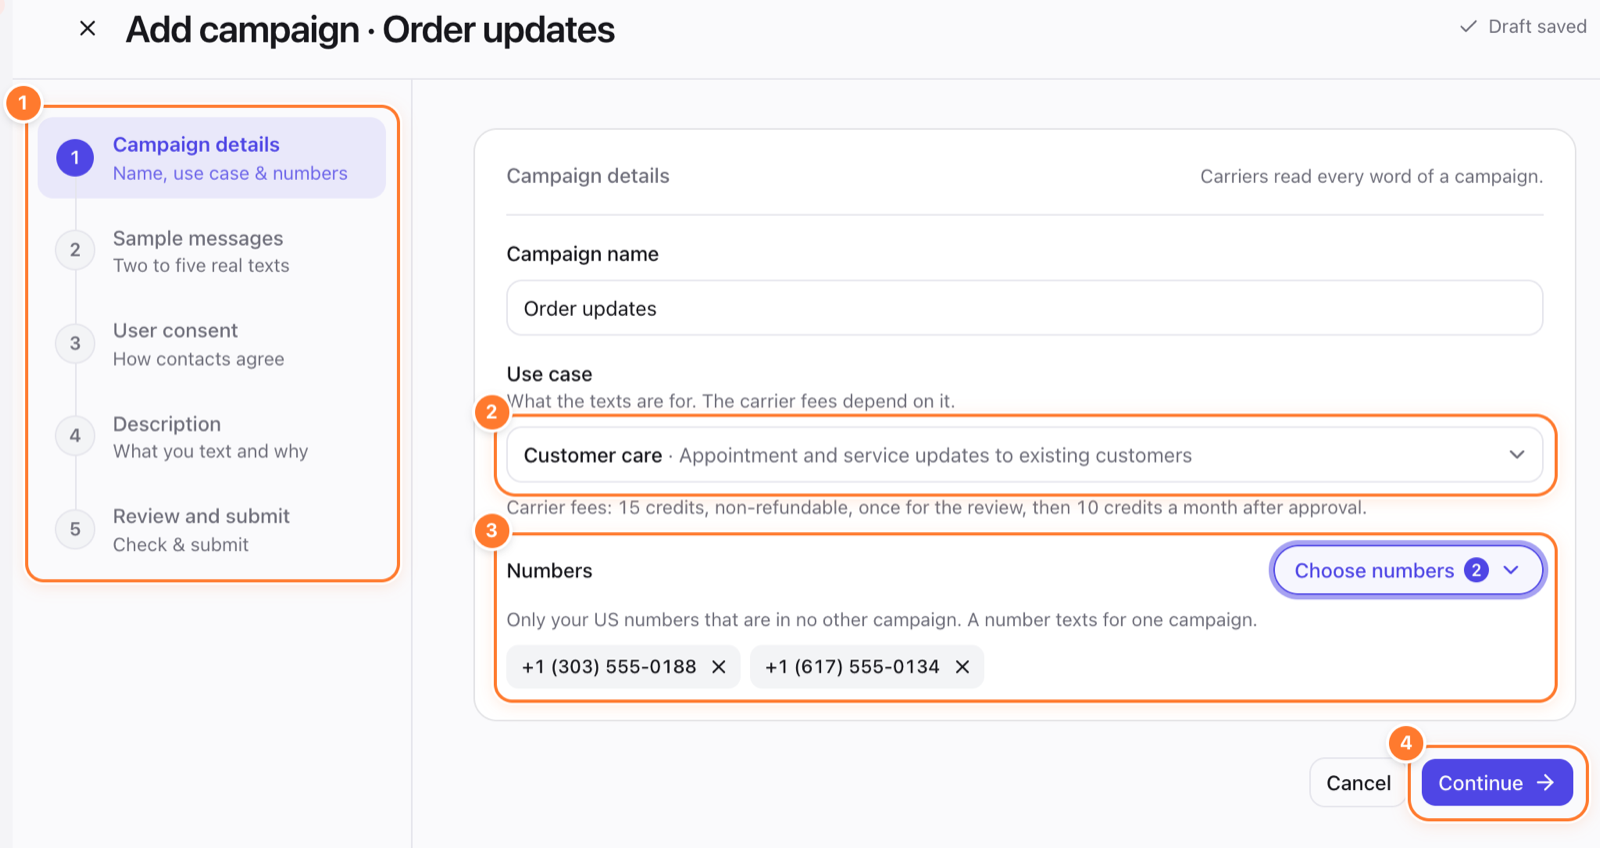 Add campaign · Order updates
Draft saved
1
1
Campaign details
Name, use case & numbers
2
Sample messages
Two to five real texts
3
User consent
How contacts agree
4
Description
What you text and why
5
Review and submit
Check & submit
Campaign details
Carriers read every word of a campaign.
Campaign name
Order updates
Use case
What the texts are for. The carrier fees depend on it.
2
Customer care · Appointment and service updates to existing customers
Carrier fees: 15 credits, non-refundable, once for the review, then 10 credits a month after approval.
3
Numbers
Choose numbers 2
Only your US numbers that are in no other campaign. A number texts for one campaign.
+1 (303) 555-0188
+1 (617) 555-0134
4
Cancel
Continue